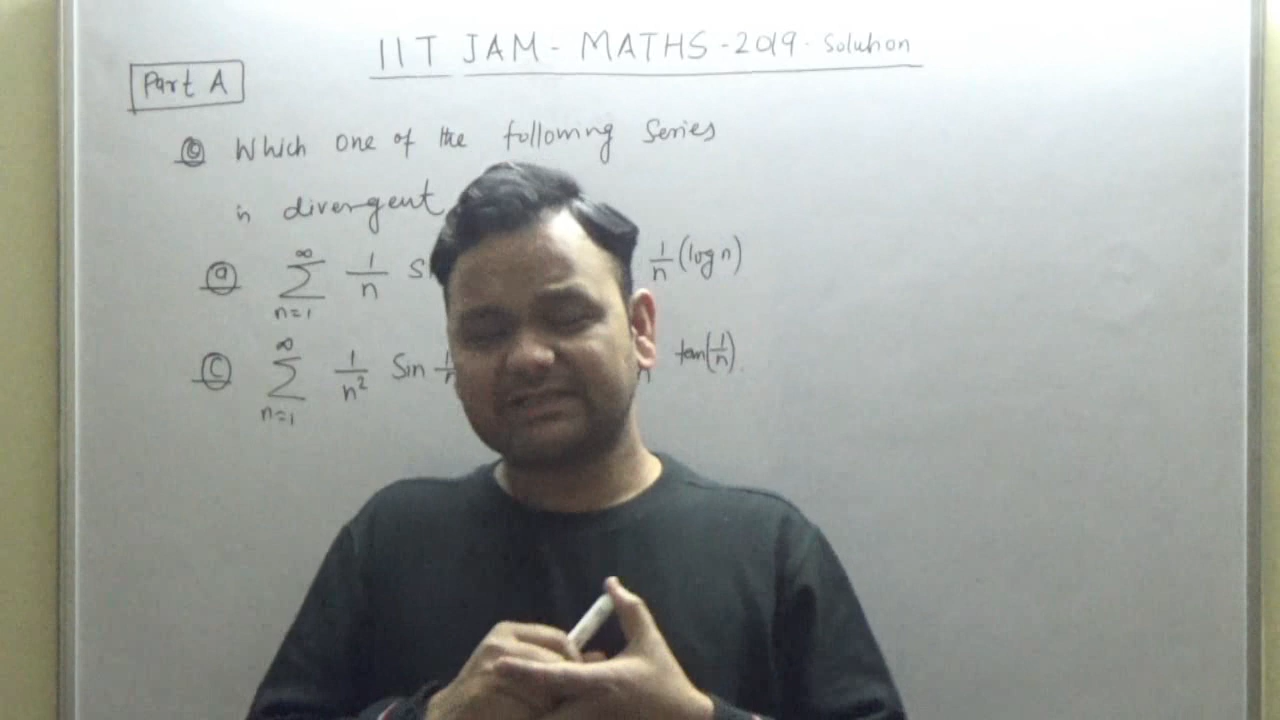 IIT JAM - MATHS - 2019 . Solution
Part A
Q Which one of the following Series
is divergent
a ∞ ∑ n=1 1/n S 1/n (log n)
c ∞ ∑ n=1 1/n² Sin 1/n n tan(1/n).